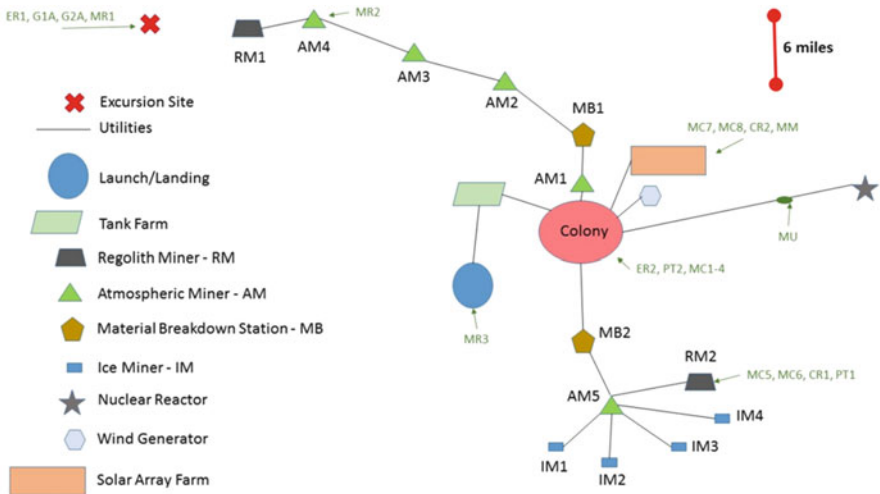 ER1, G1A, G2A, MR1
MR2
RM1
AM4
AM3
AM2
6 miles
MB1
Excursion Site
Utilities
MC7, MC8, CR2, MM
Launch/Landing
AM1
Tank Farm
Colony
MU
Regolith Miner - RM
ER2, PT2, MC1-4
Atmospheric Miner - AM
Material Breakdown Station - MB
MR3
MB2
RM2
Ice Miner - IM
MC5, MC6, CR1, PT1
Nuclear Reactor
AM5
IM4
Wind Generator
IM3
IM1
IM2
Solar Array Farm